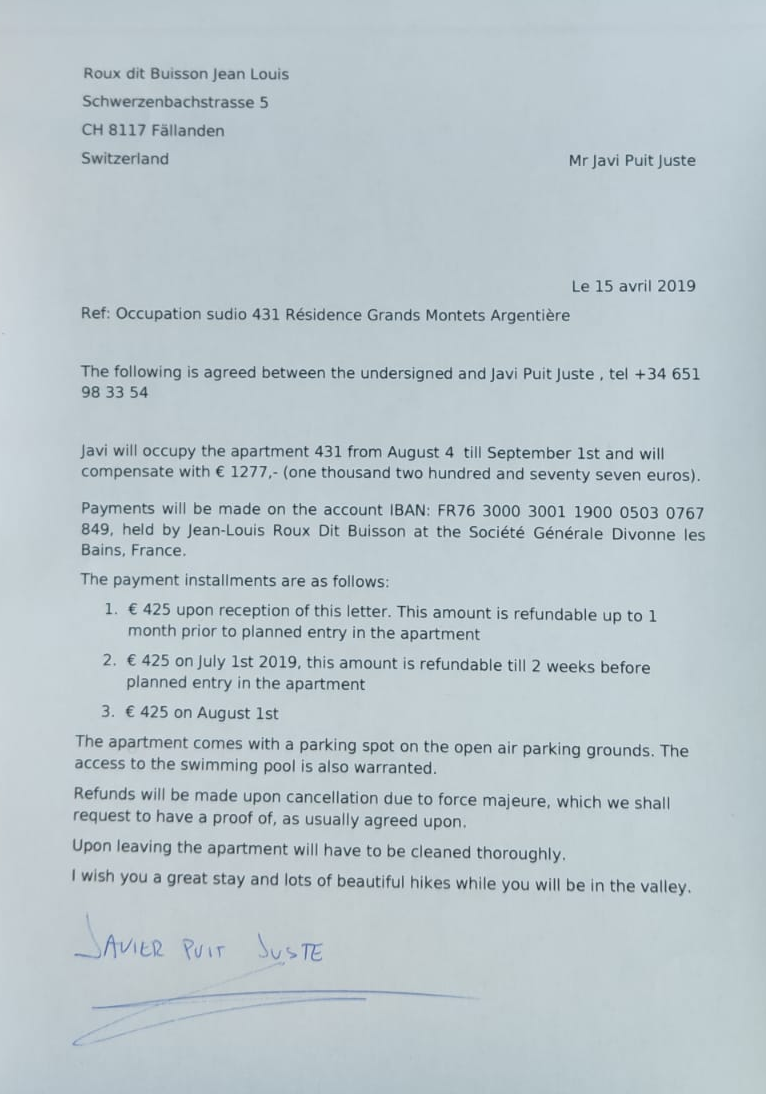 Roux dit Buisson Jean Louis
Schwerzenbachstrasse 5
CH 8117 Fällanden
Switzerland
Mr Javi Puit Juste
Le 15 avril 2019
Ref: Occupation sudio 431 Résidence Grands Montets Argentière
The following is agreed between the undersigned and Javi Puit Juste , tel +34 651
98 33 54
Javi will occupy the apartment 431 from August 4 till September 1st and will
compensate with € 1277,- (one thousand two hundred and seventy seven euros).
Payments will be made on the account IBAN: FR76 3000 3001 1900 0503 0767
849, held by Jean-Louis Roux Dit Buisson at the Société Générale Divonne les
Bains, France.
The payment installments are as follows:
1. € 425 upon reception of this letter. This amount is refundable up to 1
month prior to planned entry in the apartment
2. € 425 on July 1st 2019, this amount is refundable till 2 weeks before
planned entry in the apartment
3. € 425 on August 1st
The apartment comes with a parking spot on the open air parking grounds. The
access to the swimming pool is also warranted.
Refunds will be made upon cancellation due to force majeure, which we shall
request to have a proof of, as usually agreed upon.
Upon leaving the apartment will have to be cleaned thoroughly.
I wish you a great stay and lots of beautiful hikes while you will be in the valley.
JAVIER PUIT JUSTE